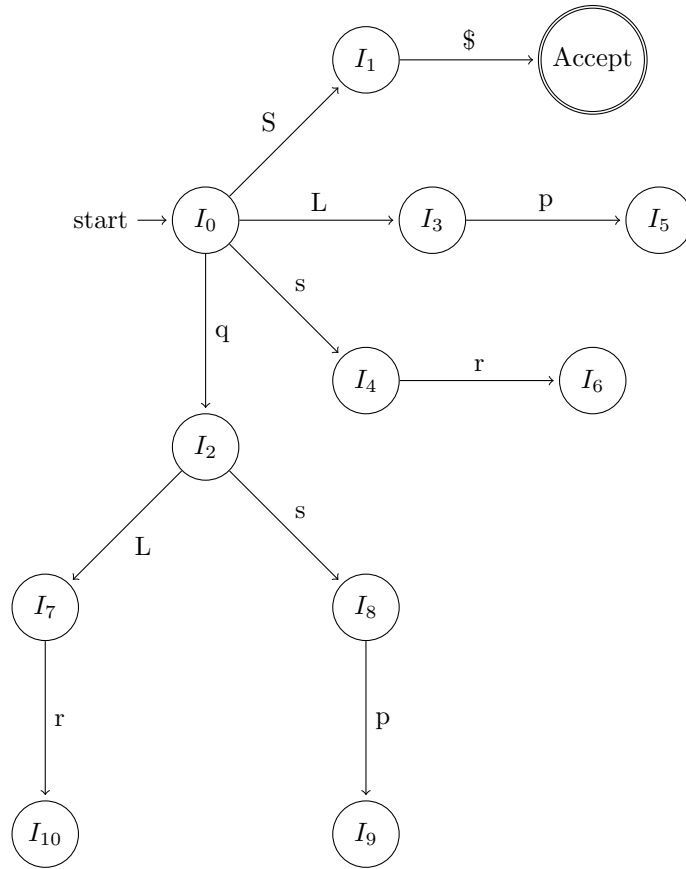 $
I₁
Accept
S
start
I₀
L
I₃
p
I₅
s
q
r
I₄
I₆
I₂
s
L
I₇
I₈
r
p
I₁₀
I₉